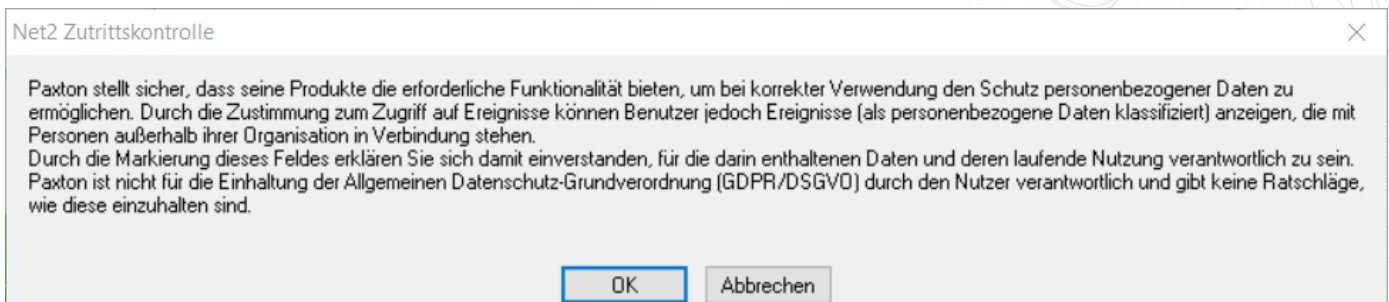 Net2 Zutrittskontrolle
Paxton stellt sicher, dass seine Produkte die erforderliche Funktionalität bieten, um bei korrekter Verwendung den Schutz personenbezogener Daten zu
ermöglichen. Durch die Zustimmung zum Zugriff auf Ereignisse können Benutzer jedoch Ereignisse (als personenbezogene Daten klassifiziert) anzeigen, die mit
Personen außerhalb ihrer Organisation in Verbindung stehen.
Durch die Markierung dieses Feldes erklären Sie sich damit einverstanden, für die darin enthaltenen Daten und deren laufende Nutzung verantwortlich zu sein.
Paxton ist nicht für die Einhaltung der Allgemeinen Datenschutz-Grundverordnung (GDPR/DSGVO) durch den Nutzer verantwortlich und gibt keine Ratschläge,
wie diese einzuhalten sind.
OK Abbrechen